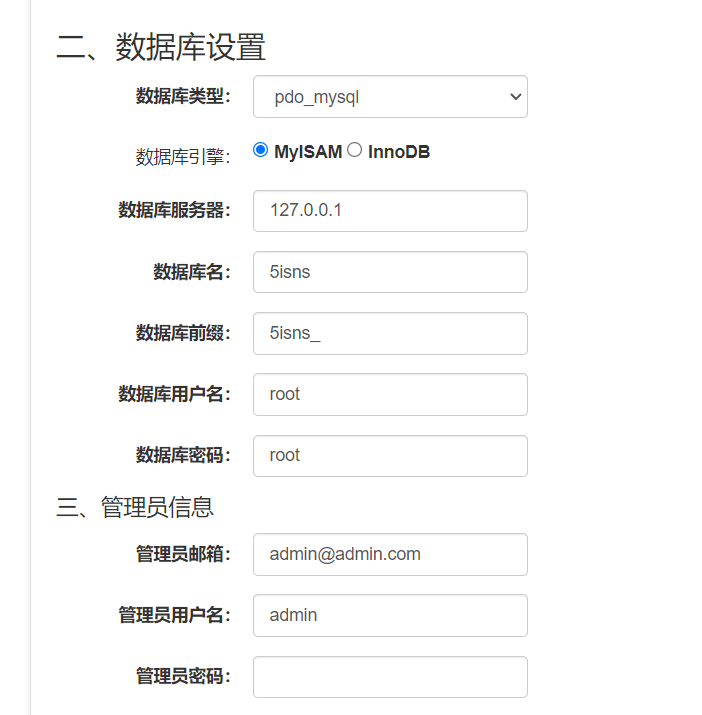 二、数据库设置
数据库类型: pdo_mysql
数据库引擎: MyISAM InnoDB
数据库服务器: 127.0.0.1
数据库名: 5isns
数据库前缀: 5isns_
数据库用户名: root
数据库密码: root
三、管理员信息
管理员邮箱: admin@admin.com
管理员用户名: admin
管理员密码: